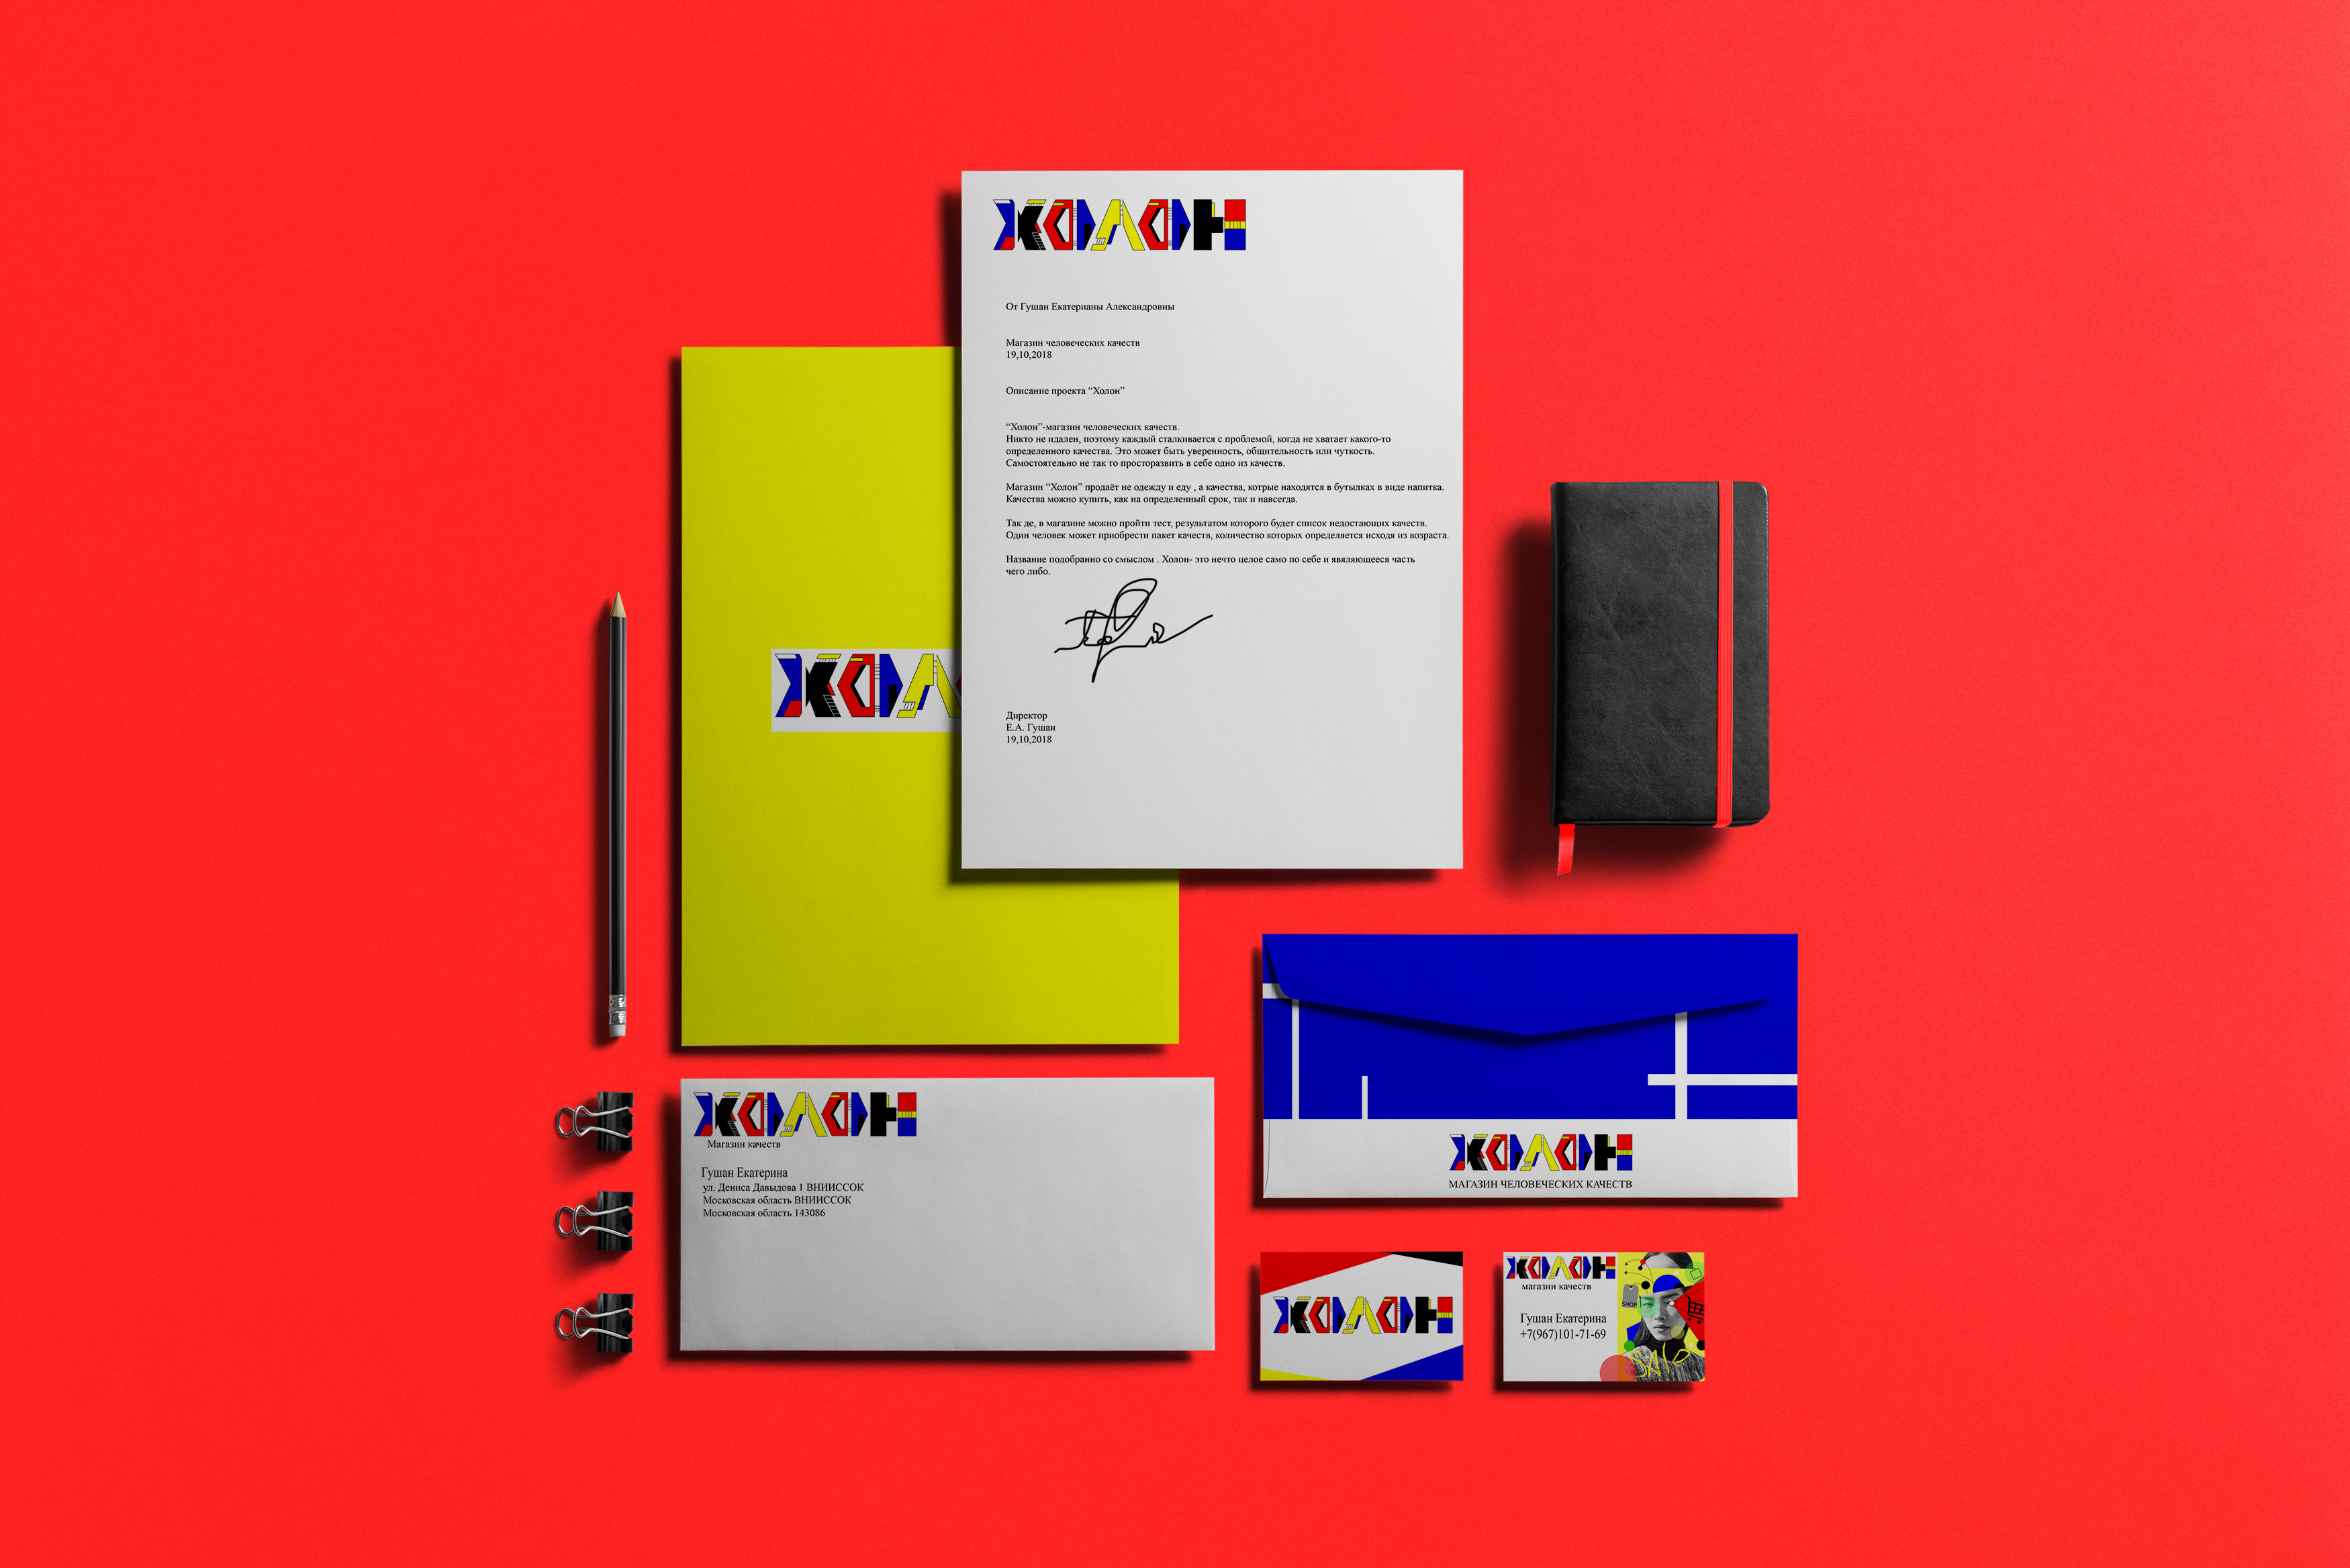 ХОЛОН
От Гушан Екатерианы Александровны
Магазин человеческих качеств
19,10,2018
Описание проекта “Холон”
“Холон”-магазин человеческих качеств.
Никто не идален, поэтому каждый сталкивается с проблемой, когда не хватает какого-то
определенного качества. Это может быть уверенность, общительность или чуткость.
Самостоятельно не так то просторазвить в себе одно из качеств.
Магазин “Холон” продаёт не одежду и еду , а качества, котрые находятся в бутылках в виде напитка.
Качества можно купить, как на определенный срок, так и навсегда.
Так де, в магазине можно пройти тест, результатом которого будет список недостающих качеств.
Один человек может приобрести пакет качеств, количество которых определяется исходя из возраста.
Название подобранно со смыслом . Холон- это нечто целое само по себе и явяляющееся часть
чего либо.
Директор
Е.А. Гушан
19,10,2018
ХОЛ
ХОЛОН
Магазин качеств
Гушан Екатерина
ул. Дениса Давыдова 1 ВНИИССОК
Московская область ВНИИССОК
Московская область 143086
ХОЛОН
МАГАЗИН ЧЕЛОВЕЧЕСКИХ КАЧЕСТВ
ХОЛОН
ХОЛОН
магазин качеств
Гушан Екатерина
+7(967)101-71-69
SHOP